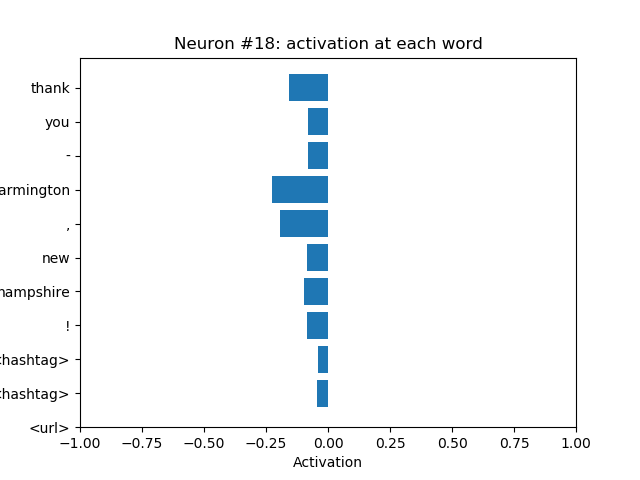 Neuron #18: activation at each word
thank
you
-
armington
,
new
hampshire
!
<hashtag>
<hashtag>
<url>
−1.00 −0.75 −0.50 −0.25 0.00 0.25 0.50 0.75 1.00
Activation